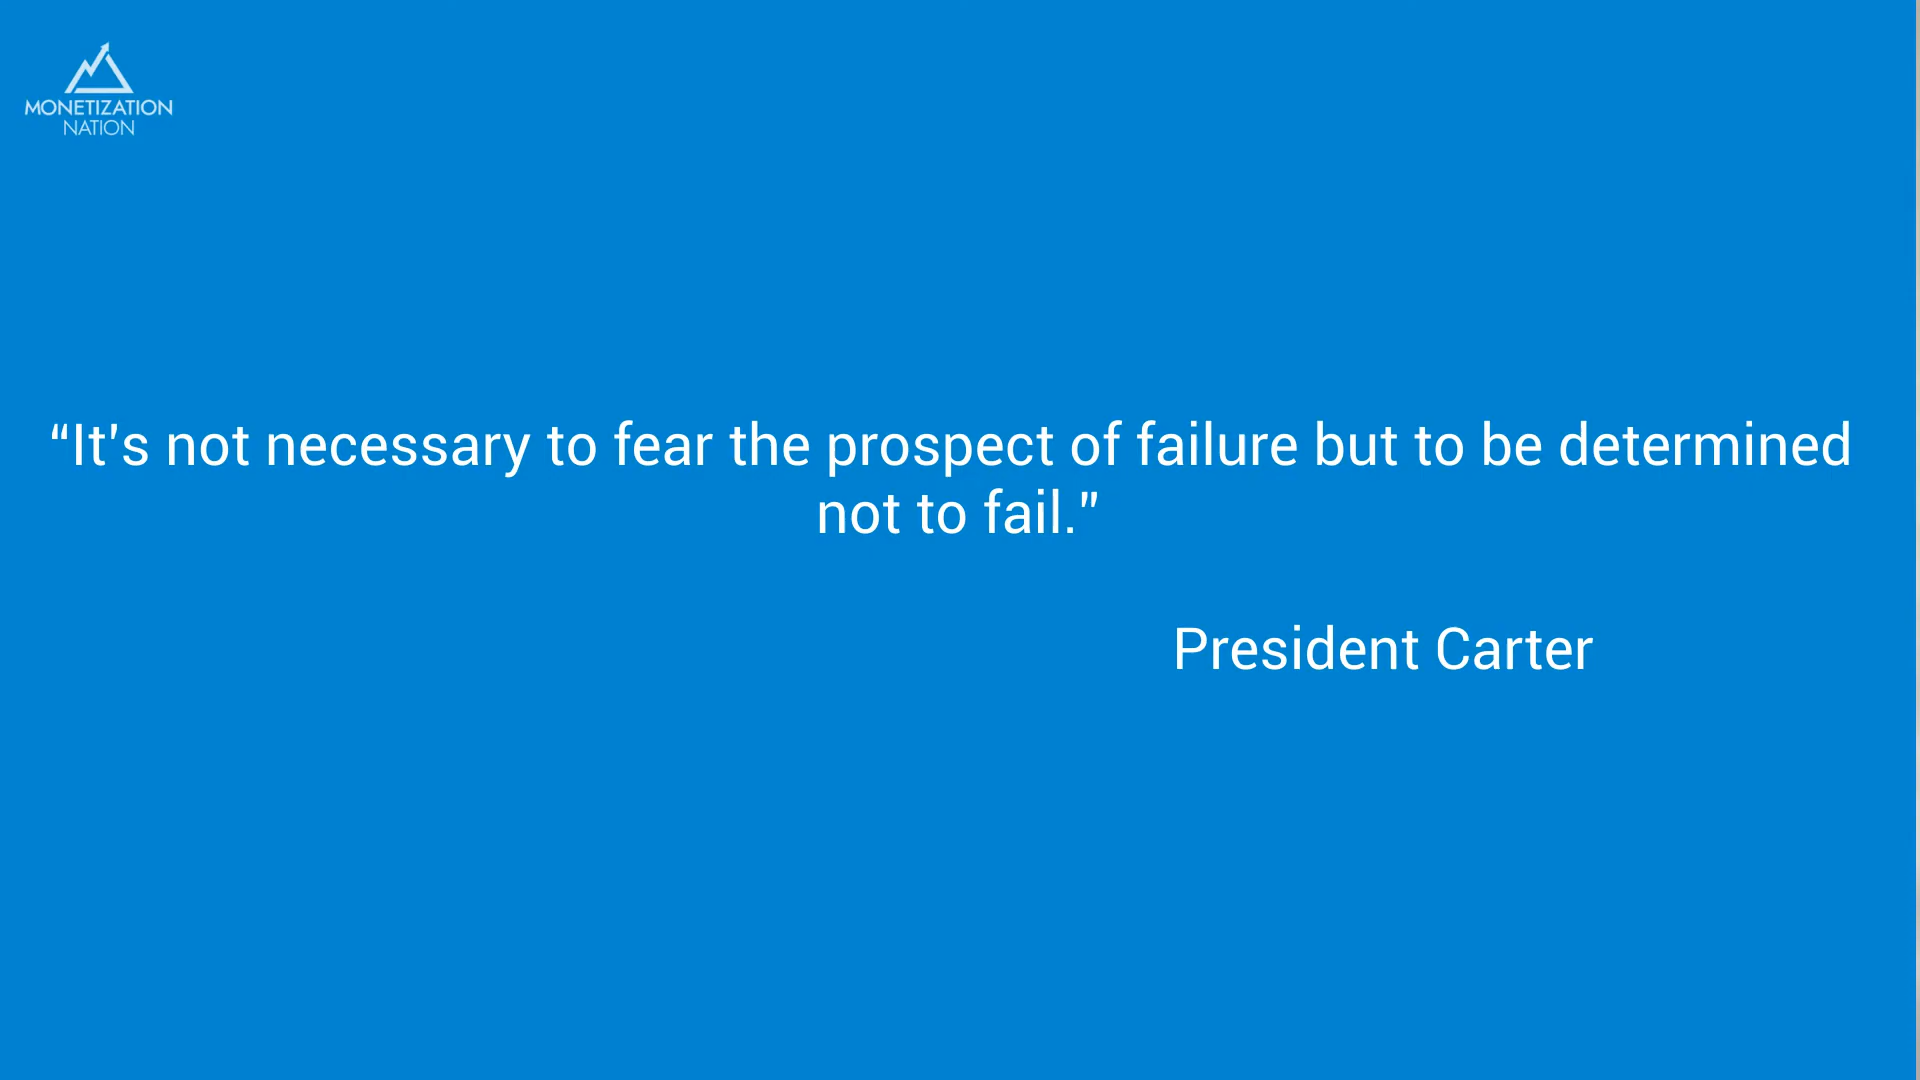 MONETIZATION
NATION
“It's not necessary to fear the prospect of failure but to be determined
not to fail.”
President Carter